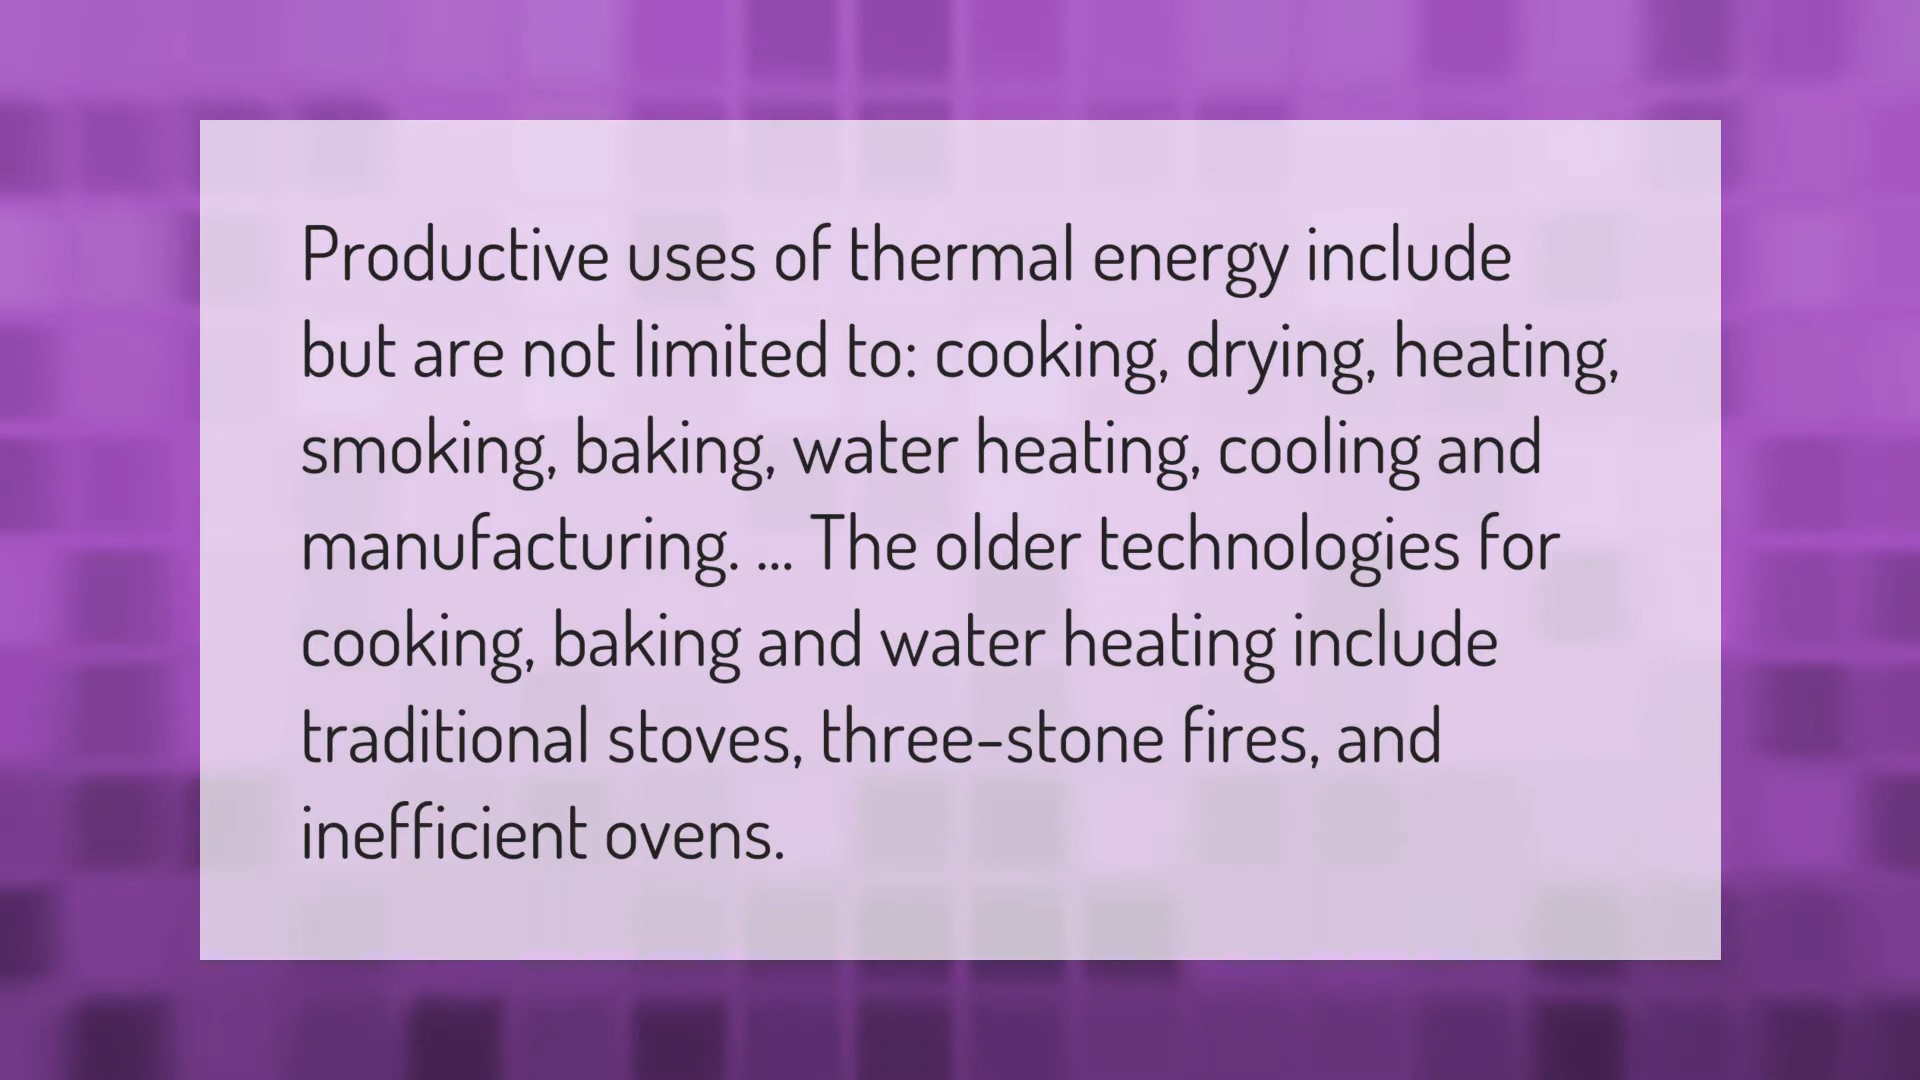 Productive uses of thermal energy include
but are not limited to: cooking, drying, heating,
smoking, baking, water heating, cooling and
manufacturing. ... The older technologies for
cooking, baking and water heating include
traditional stoves, three-stone fires, and
inefficient ovens.